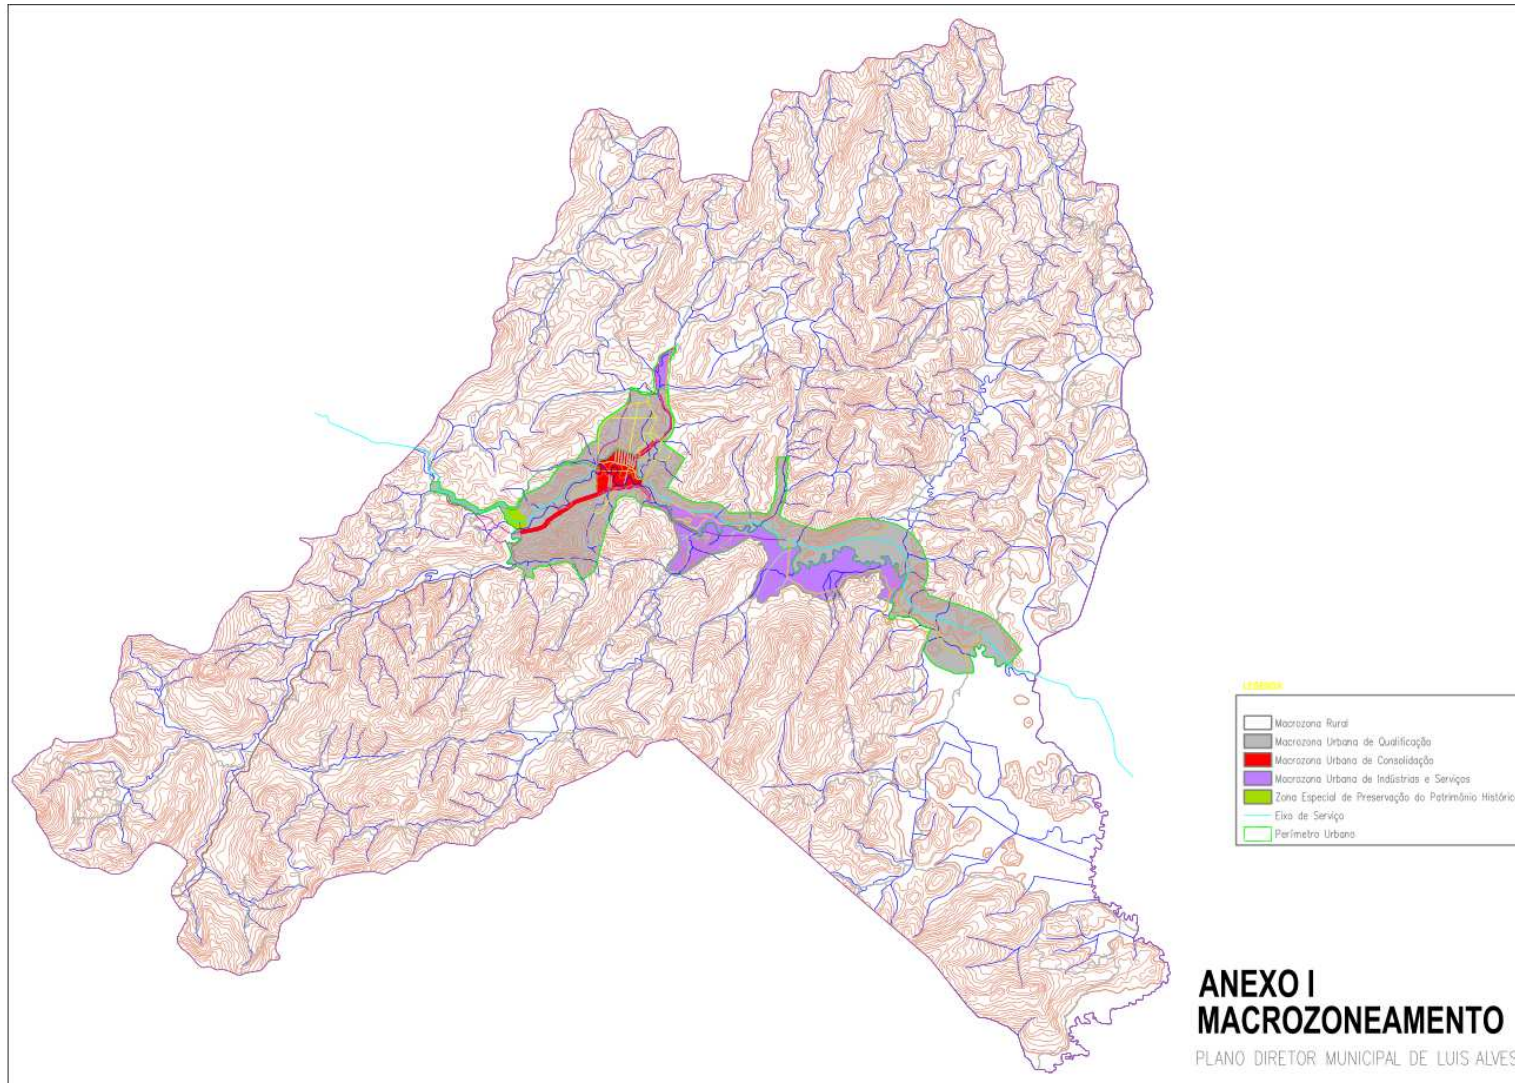 LEGENDA
Macrozona Rural
Macrozona Urbana de Qualificação
Macrozona Urbana de Consolidação
Macrozona Urbana de Indústrias e Serviços
Zona Especial de Preservação do Patrimônio Históric
Eixo de Serviço
Perímetro Urbano
ANEXO I
MACROZONEAMENTO
PLANO DIRETOR MUNICIPAL DE LUIS ALVES